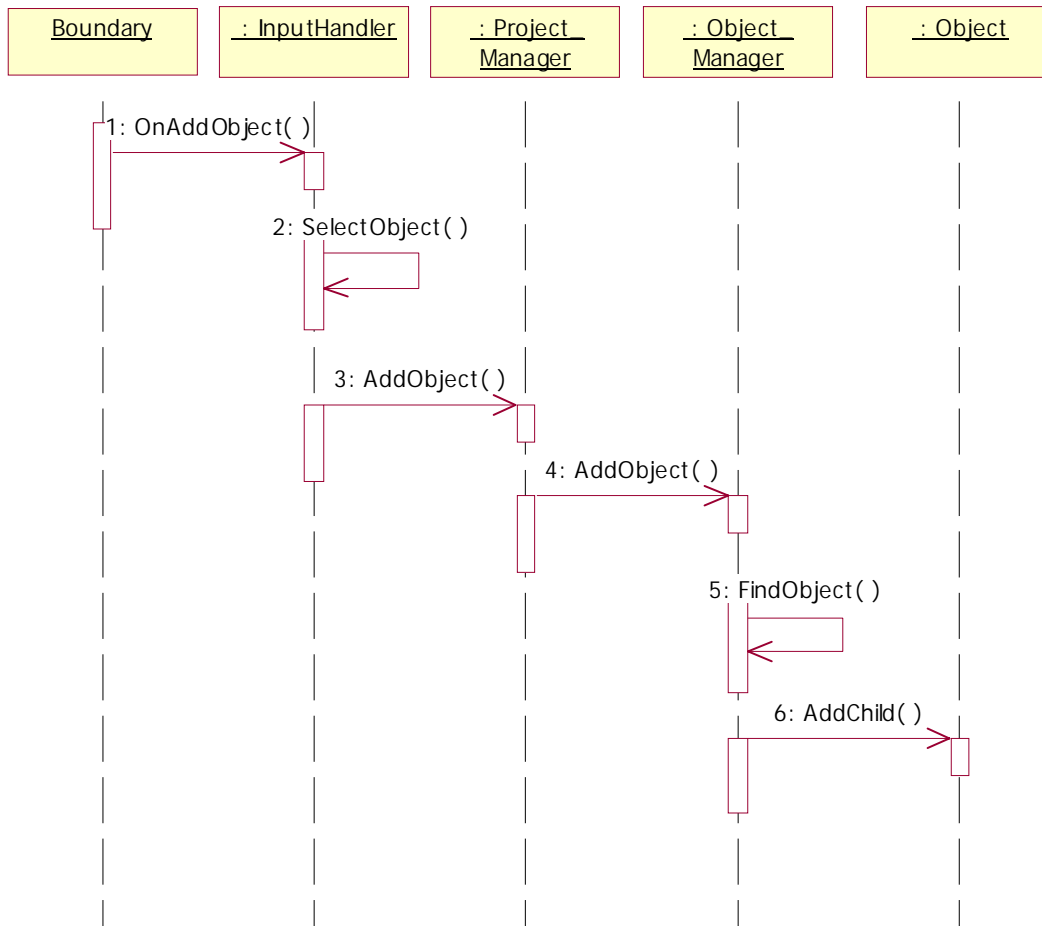 Boundary
: InputHandler
: Project_
Manager
: Object_
Manager
: Object
1: OnAddObject( )
2: SelectObject( )
3: AddObject( )
4: AddObject( )
5: FindObject( )
6: AddChild( )